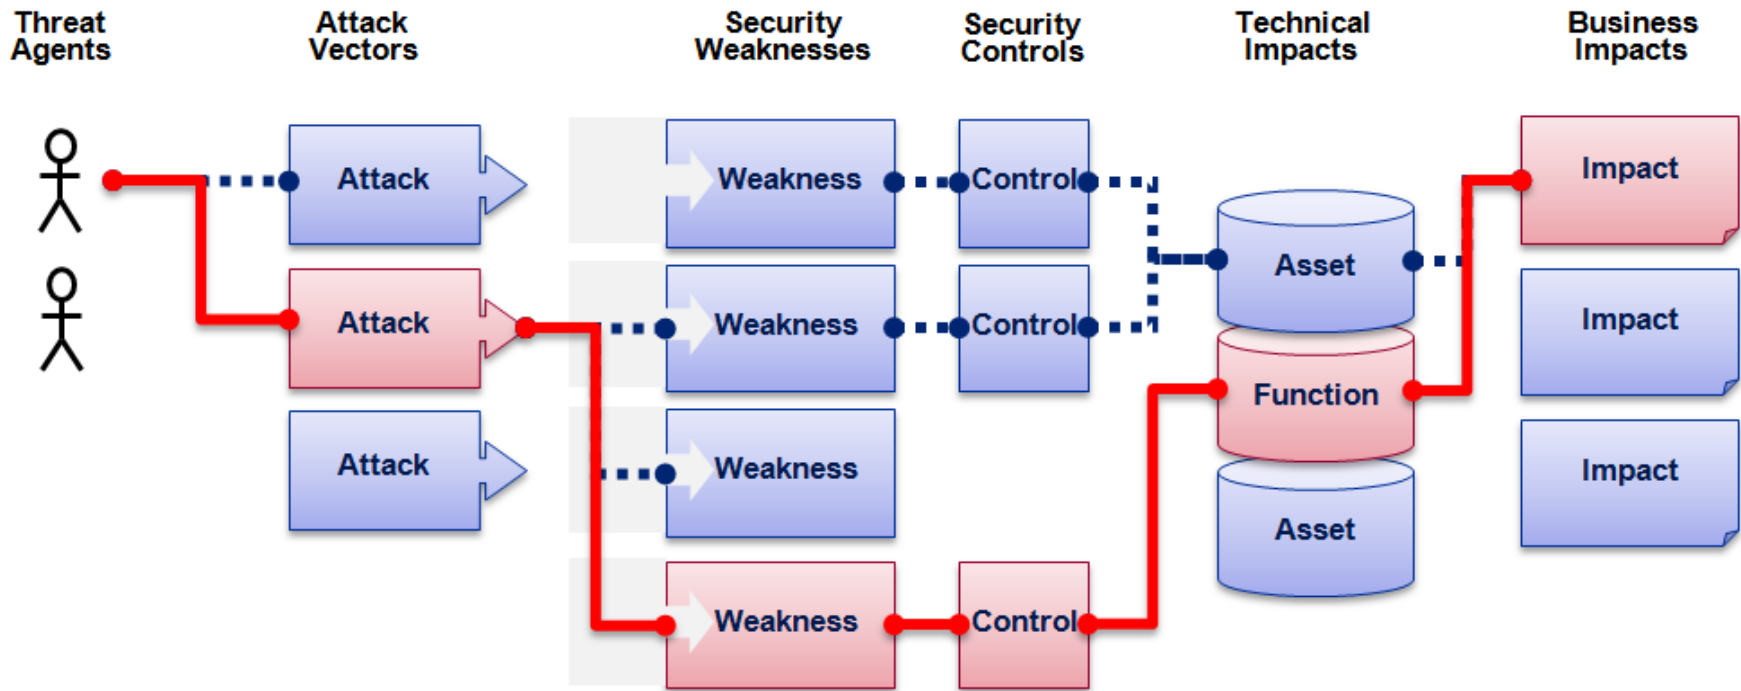 Threat
Agents
Attack
Vectors
Security
Weaknesses
Security
Controls
Technical
Impacts
Business
Impacts
Attack
Weakness
Control
Impact
Asset
Attack
Weakness
Control
Impact
Function
Attack
Weakness
Impact
Asset
Weakness
Control